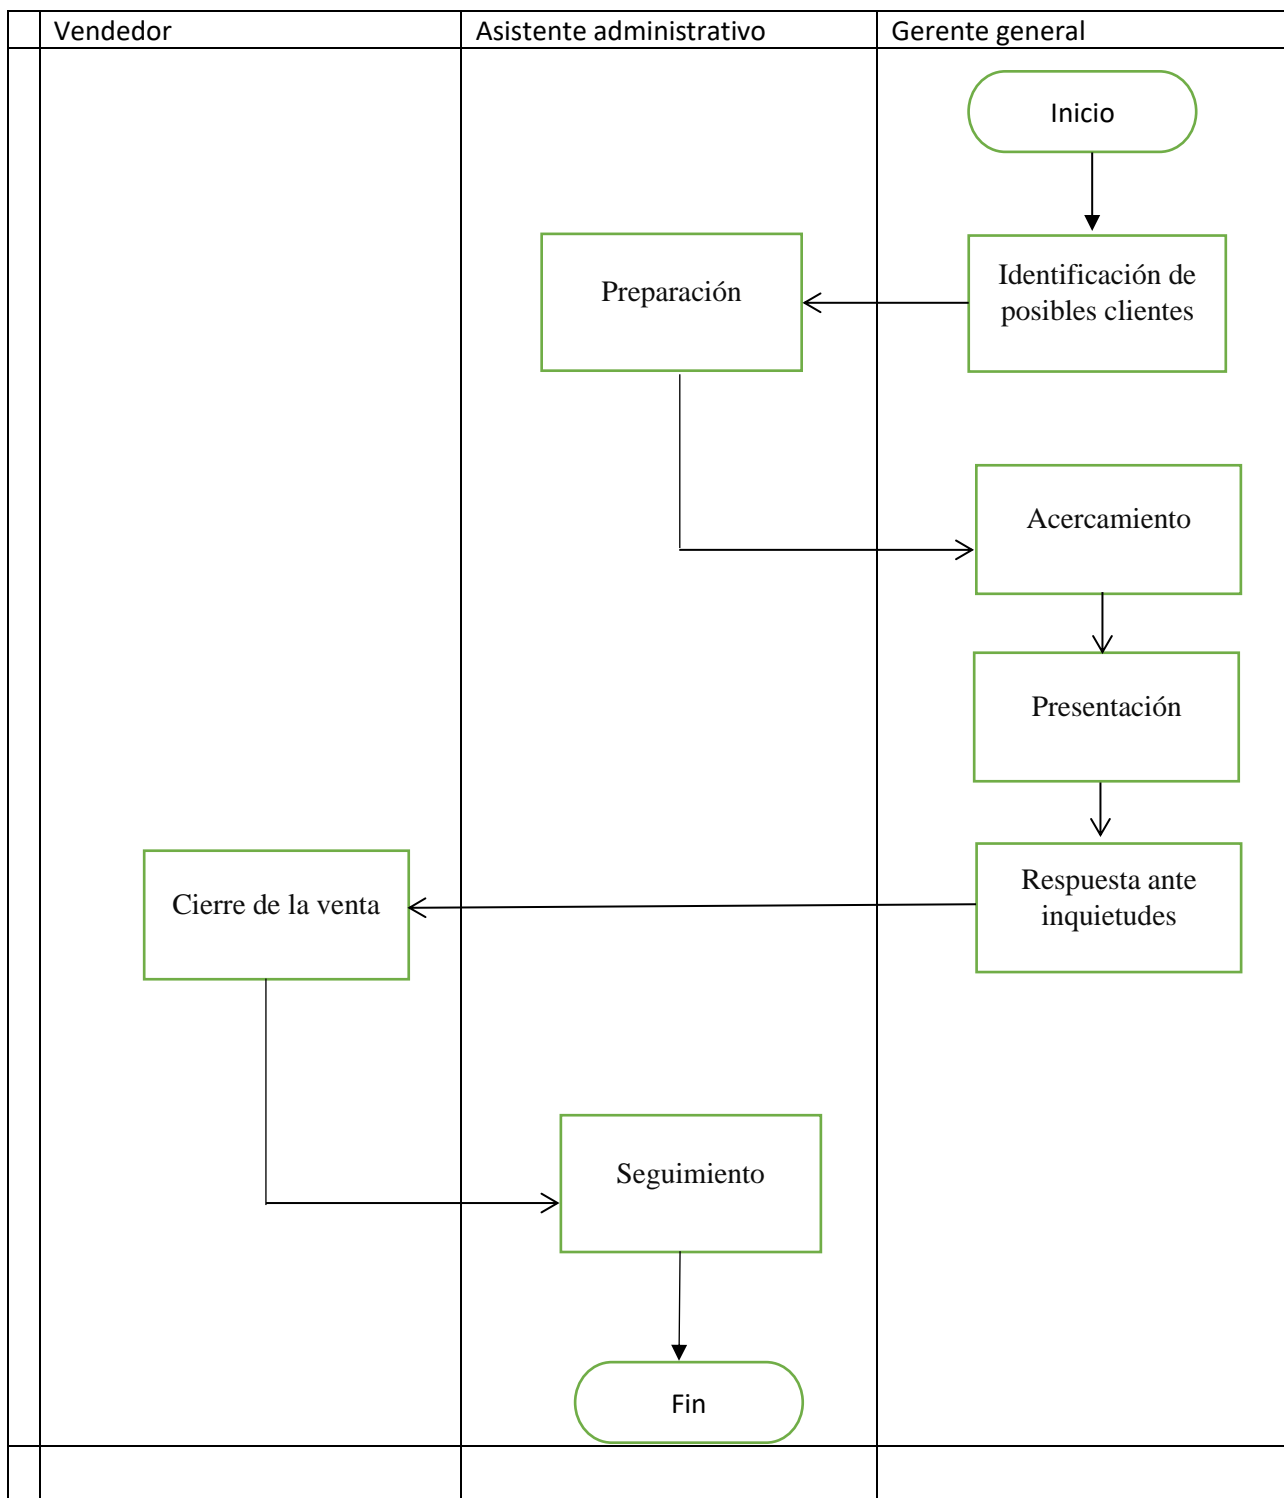 Vendedor
Asistente administrativo
Gerente general
Inicio
Identificación de
posibles clientes
Preparación
Acercamiento
Presentación
Respuesta ante
inquietudes
Cierre de la venta
Seguimiento
Fin